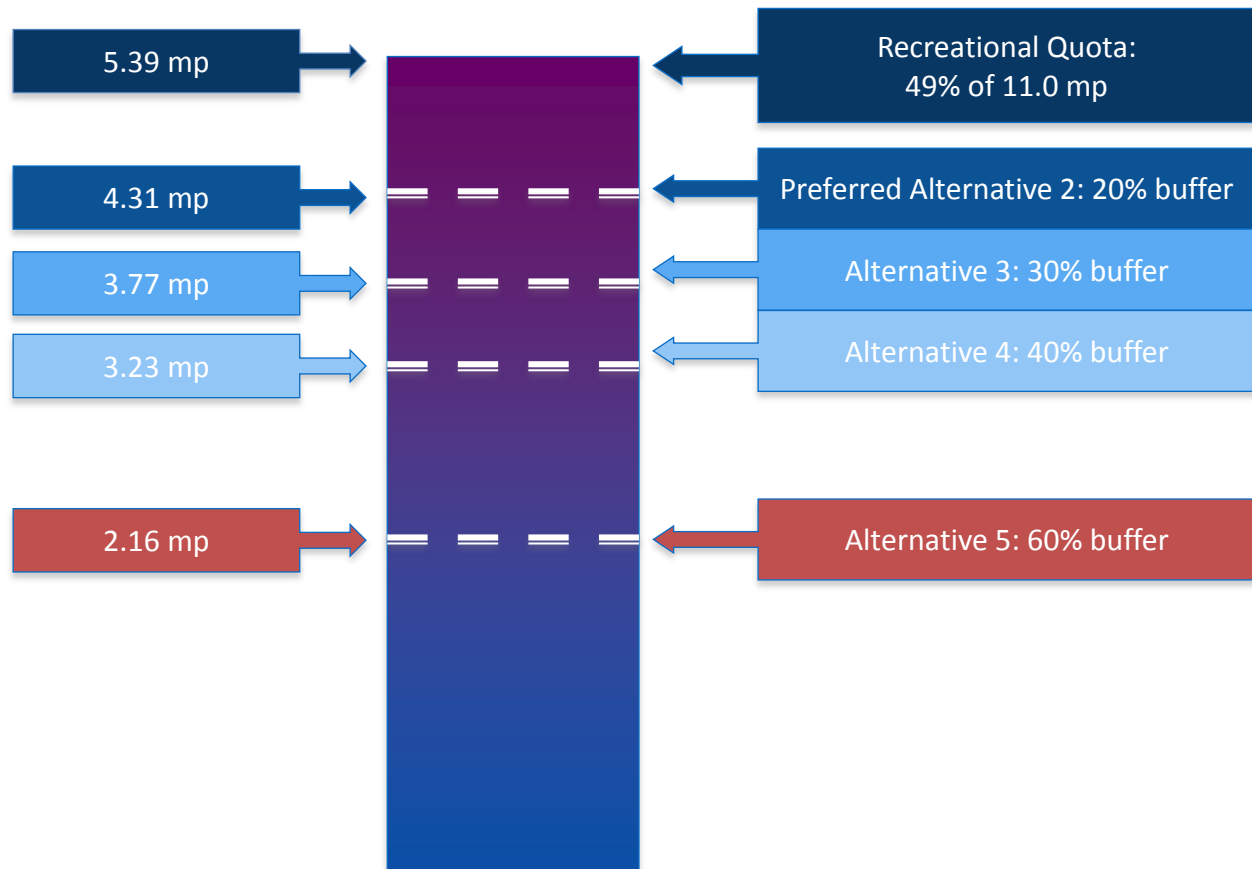 5.39 mp
Recreational Quota:
49% of 11.0 mp
4.31 mp
Preferred Alternative 2: 20% buffer
3.77 mp
Alternative 3: 30% buffer
3.23 mp
Alternative 4: 40% buffer
2.16 mp
Alternative 5: 60% buffer